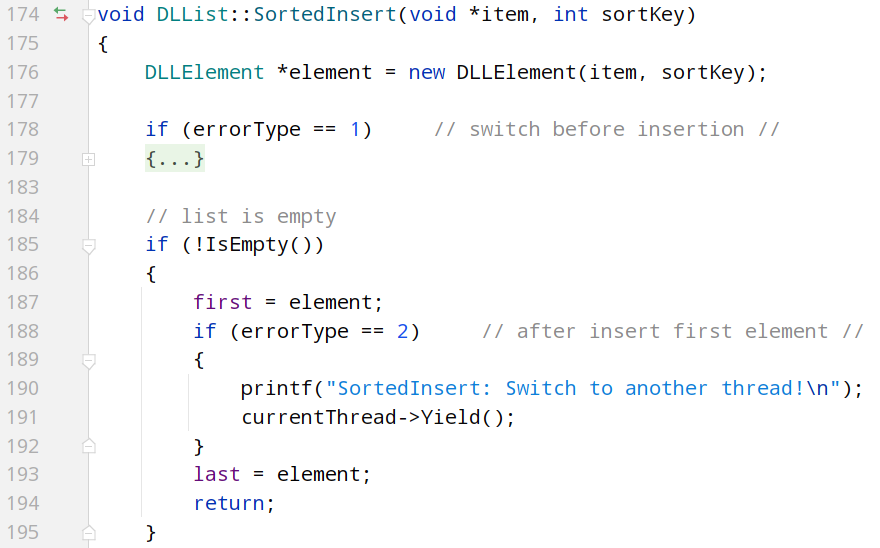 174 void DLList::SortedInsert(void *item, int sortKey)
175 {
176     DLLElement *element = new DLLElement(item, sortKey);
177
178     if (errorType == 1)     // switch before insertion //
179     {...}
183
184     // list is empty
185     if (!IsEmpty())
186     {
187         first = element;
188         if (errorType == 2)     // after insert first element //
189         {
190             printf("SortedInsert: Switch to another thread!\n");
191             currentThread->Yield();
192         }
193         last = element;
194         return;
195     }